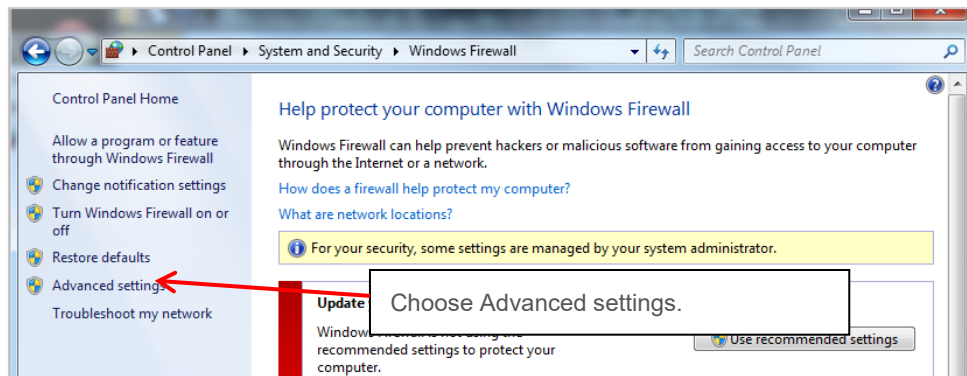 Control Panel ▸ System and Security ▸ Windows Firewall
Search Control Panel
Control Panel Home
Allow a program or feature
through Windows Firewall
Change notification settings
Turn Windows Firewall on or
off
Restore defaults
Advanced settings
Troubleshoot my network
Help protect your computer with Windows Firewall
Windows Firewall can help prevent hackers or malicious software from gaining access to your computer
through the Internet or a network.
How does a firewall help protect my computer?
What are network locations?
For your security, some settings are managed by your system administrator.
Choose Advanced settings.
Update
Windows
recommended settings to protect your
computer.
Use recommended settings